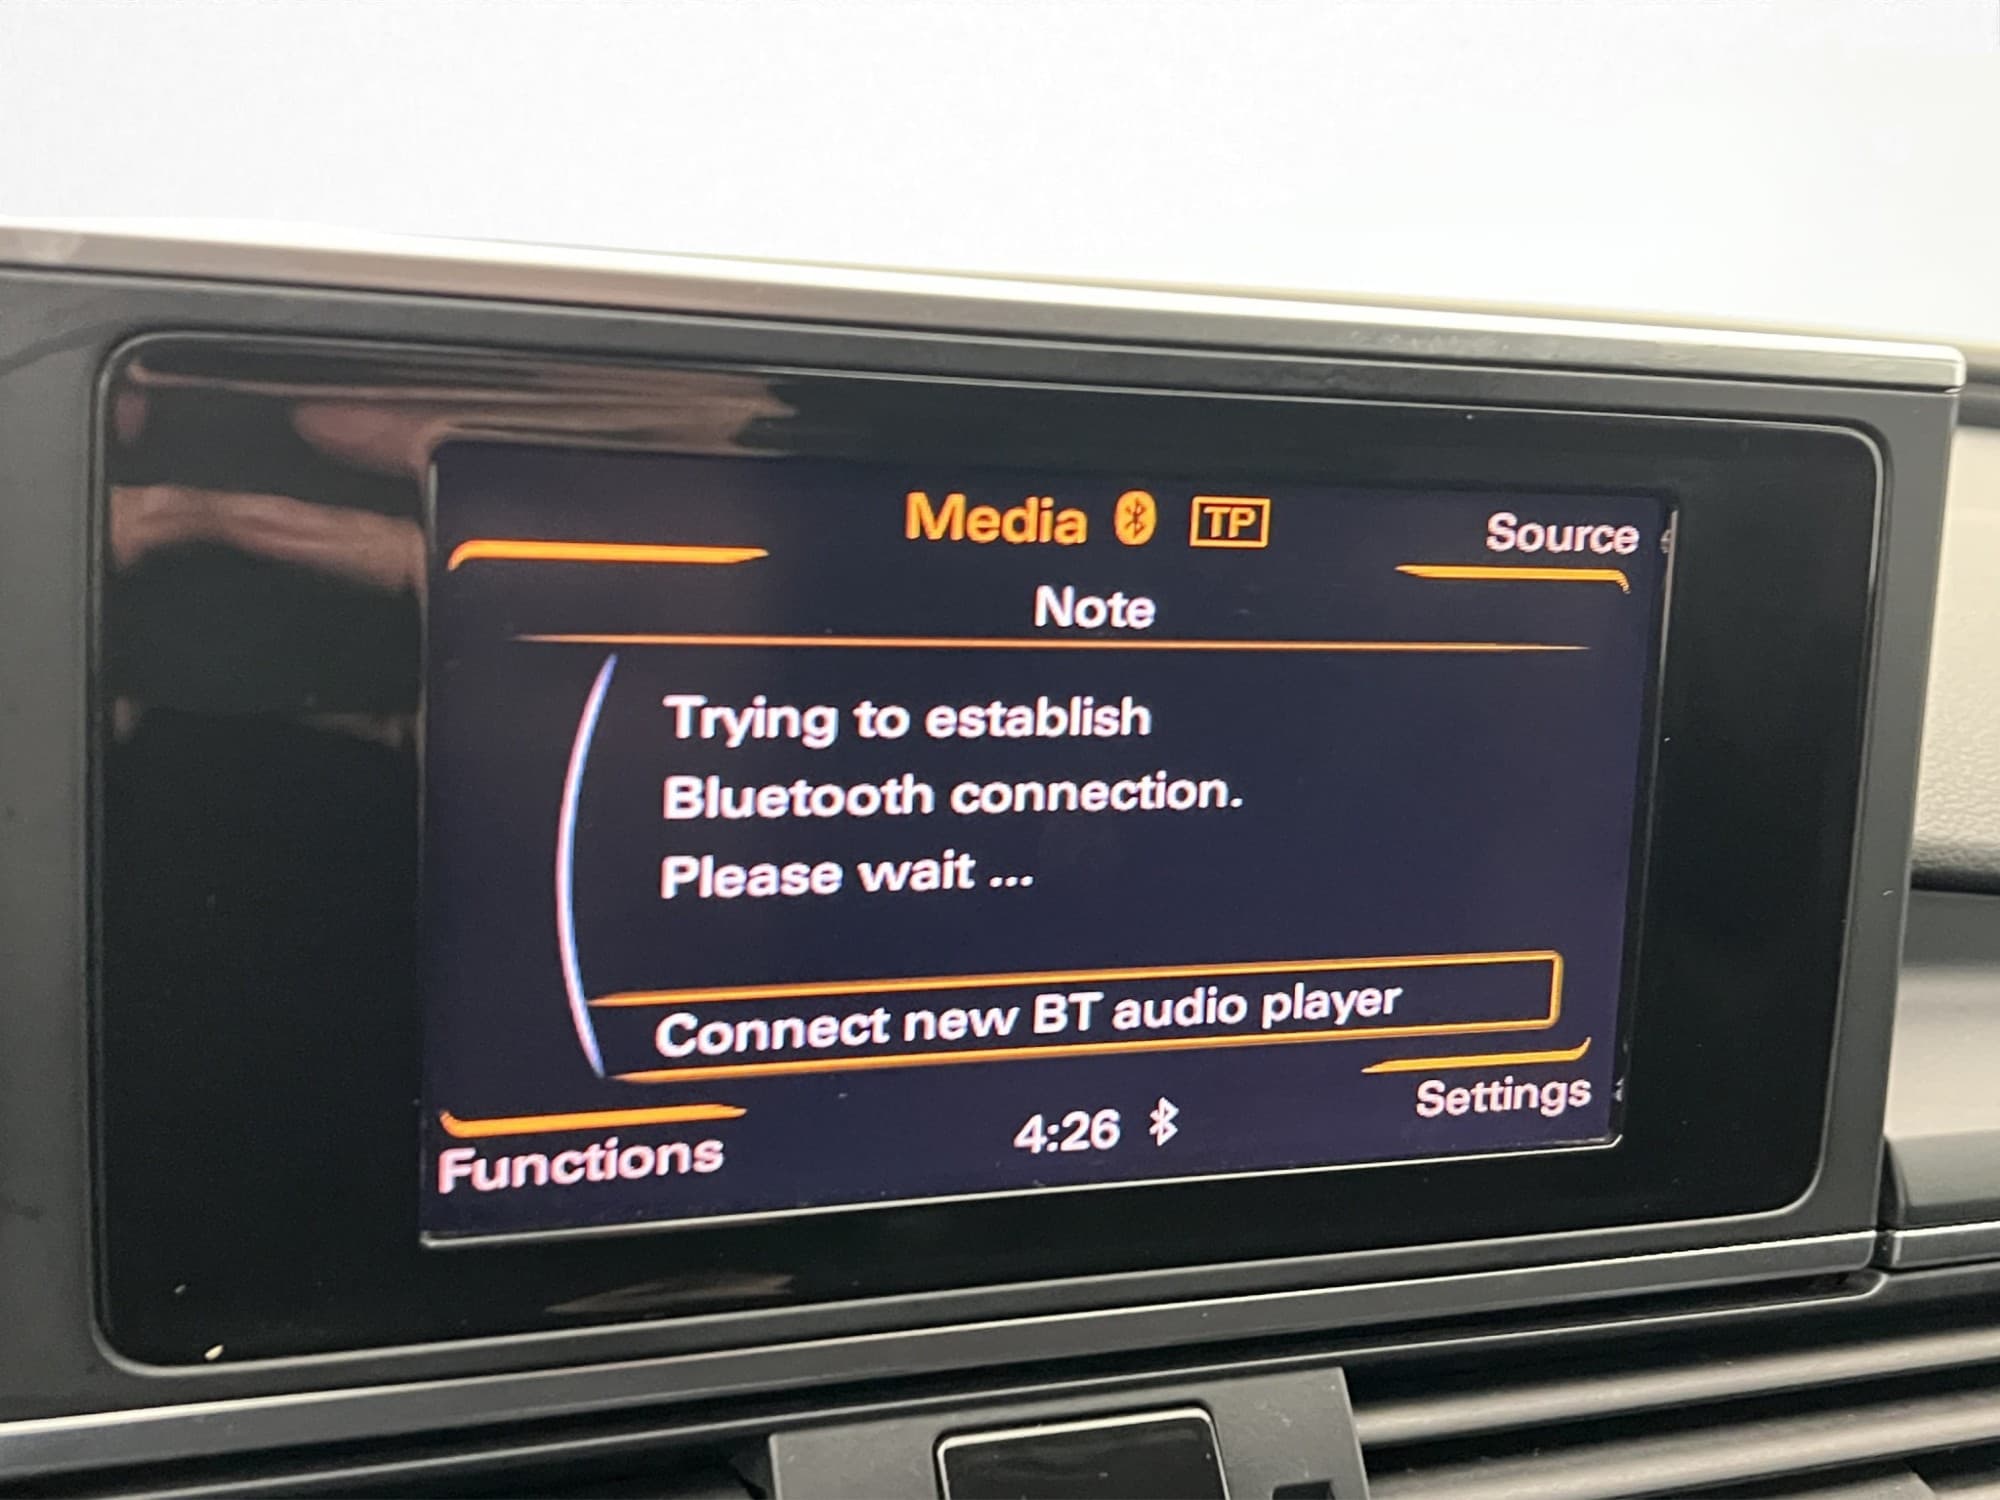 Media TP
Source
Note
Trying to establish
Bluetooth connection.
Please wait ...
Connect new BT audio player
Settings
4:26
Functions